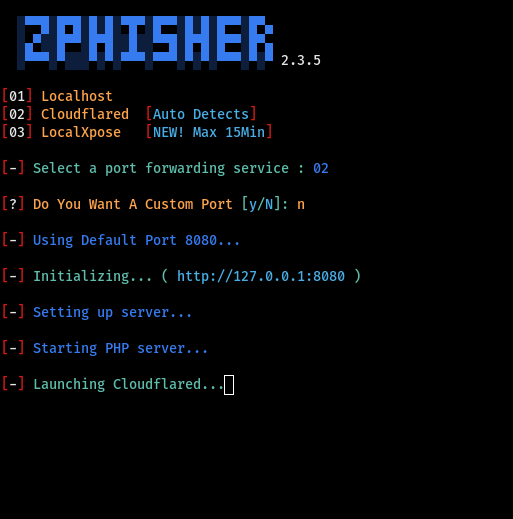 ZPHISHER 2.3.5
[01] Localhost
[02] Cloudflared [Auto Detects]
[03] LocalXpose [NEW! Max 15Min]
[-] Select a port forwarding service : 02
[?] Do You Want A Custom Port [y/N]: n
[-] Using Default Port 8080...
[-] Initializing... ( http://127.0.0.1:8080 )
[-] Setting up server...
[-] Starting PHP server...
[-] Launching Cloudflared...